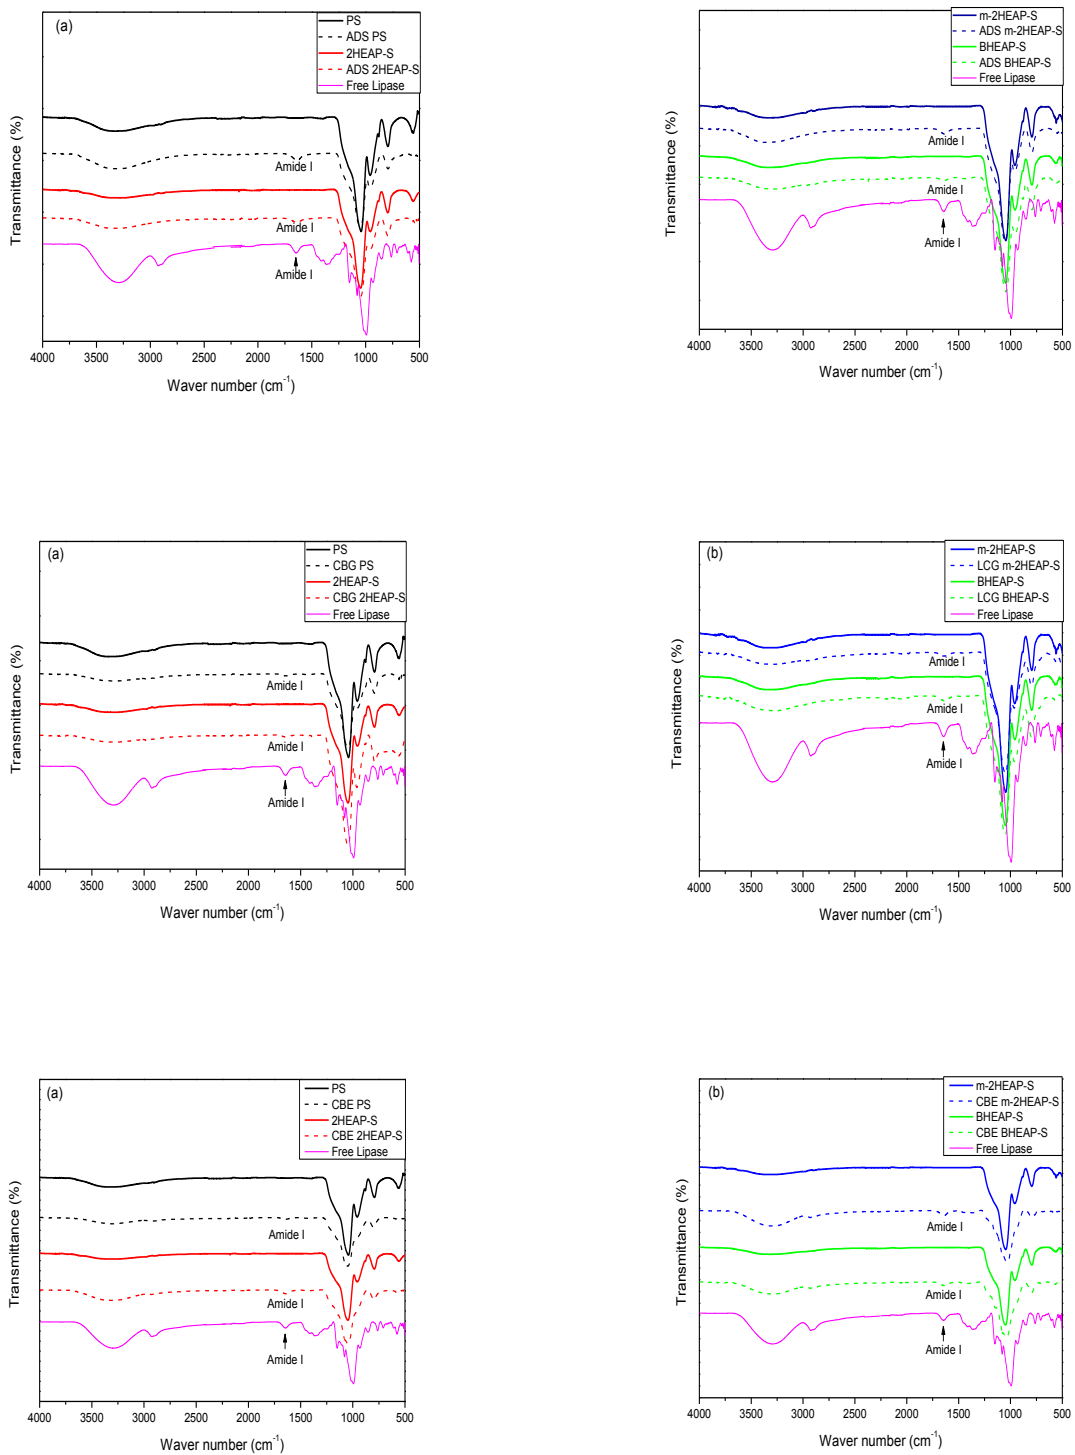 (a)
PS
ADS PS
2HEAP-S
ADS 2HEAP-S
Free Lipase
Transmittance (%)
Amide I
Amide I
Amide I
4000 3500 3000 2500 2000 1500 1000 500
Waver number (cm⁻¹)
m-2HEAP-S
ADS m-2HEAP-S
BHEAP-S
ADS BHEAP-S
Free Lipase
Transmittance (%)
Amide I
Amide I
Amide I
4000 3500 3000 2500 2000 1500 1000 500
Waver number (cm⁻¹)
(a)
PS
CBG PS
2HEAP-S
CBG 2HEAP-S
Free Lipase
Transmittance (%)
Amide I
Amide I
Amide I
4000 3500 3000 2500 2000 1500 1000 500
Waver number (cm⁻¹)
(b)
m-2HEAP-S
LCG m-2HEAP-S
BHEAP-S
LCG BHEAP-S
Free Lipase
Transmittance (%)
Amide I
Amide I
Amide I
4000 3500 3000 2500 2000 1500 1000 500
Waver number (cm⁻¹)
(a)
PS
CBE PS
2HEAP-S
CBE 2HEAP-S
Free Lipase
Transmittance (%)
Amide I
Amide I
Amide I
4000 3500 3000 2500 2000 1500 1000 500
Waver number (cm⁻¹)
(b)
m-2HEAP-S
CBE m-2HEAP-S
BHEAP-S
CBE BHEAP-S
Free Lipase
Transmittance (%)
Amide I
Amide I
Amide I
4000 3500 3000 2500 2000 1500 1000 500
Waver number (cm⁻¹)